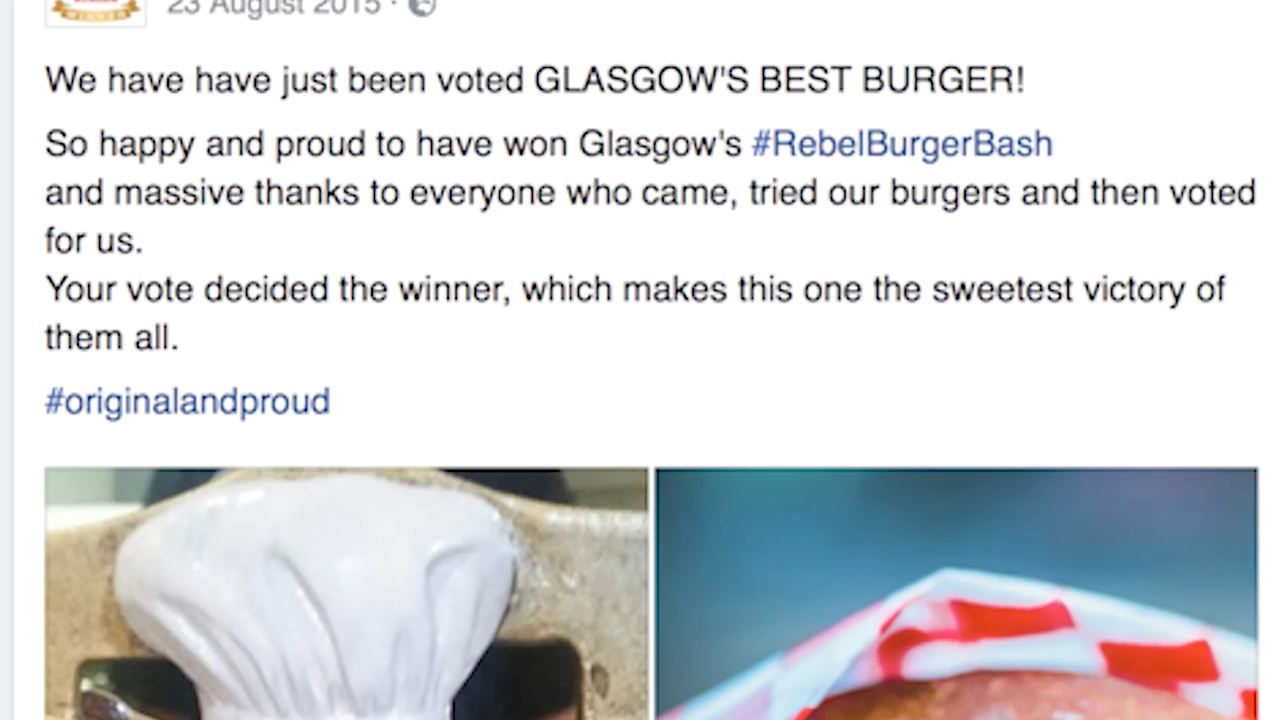 WINNER
23 August 2015 ·
We have have just been voted GLASGOW'S BEST BURGER!
So happy and proud to have won Glasgow's #RebelBurgerBash
and massive thanks to everyone who came, tried our burgers and then voted
for us.
Your vote decided the winner, which makes this one the sweetest victory of
them all.
#originalandproud